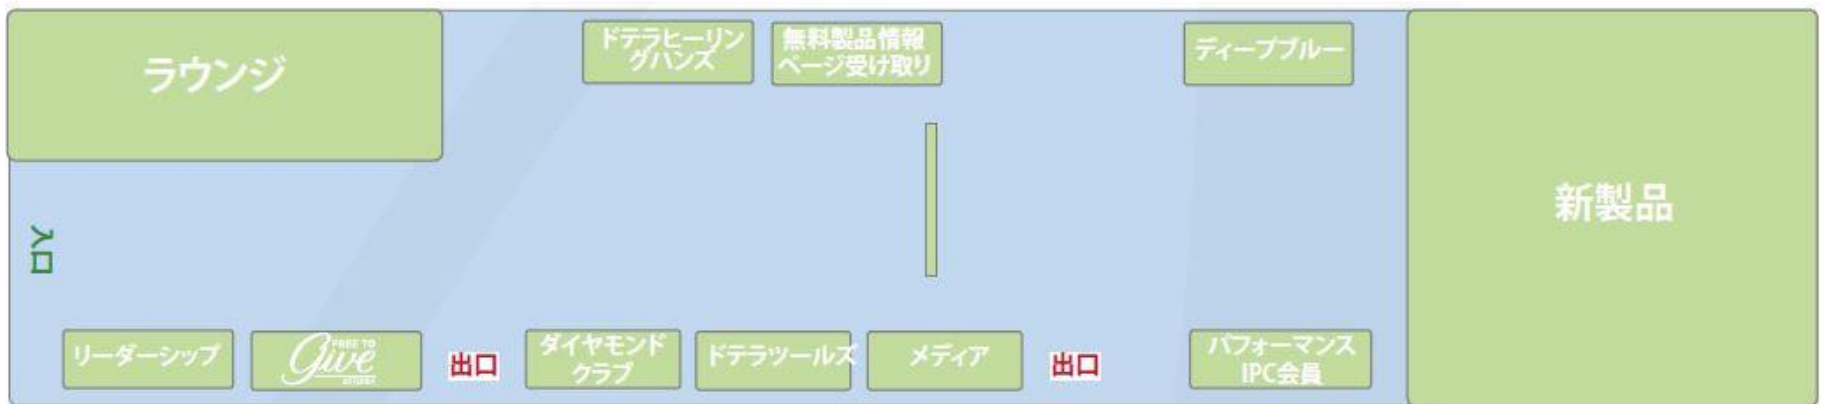 ラウンジ
ドテラヒーリン
グハンズ
無料製品情報
ページ受け取り
ディープブルー
新製品
入口
リーダーシップ
FREE TO
Give
出口
ダイヤモンド
クラブ
ドテラツールズ
メディア
出口
パフォーマンス
IPC会員